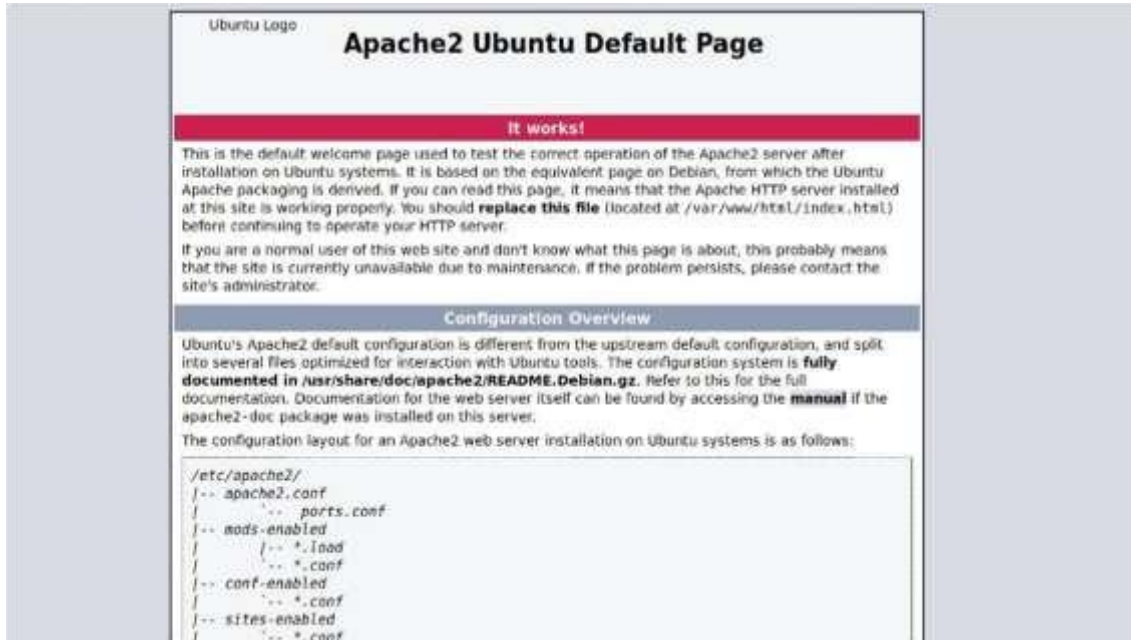 Ubuntu Logo
Apache2 Ubuntu Default Page
It works!
This is the default welcome page used to test the correct operation of the Apache2 server after
installation on Ubuntu systems. It is based on the equivalent page on Debian, from which the Ubuntu
Apache packaging is derived. If you can read this page, it means that the Apache HTTP server installed
at this site is working properly. You should replace this file (located at /var/www/html/index.html)
before continuing to operate your HTTP server.
If you are a normal user of this web site and don't know what this page is about, this probably means
that the site is currently unavailable due to maintenance. If the problem persists, please contact the
site's administrator.
Configuration Overview
Ubuntu's Apache2 default configuration is different from the upstream default configuration, and split
into several files optimized for interaction with Ubuntu tools. The configuration system is fully
documented in /usr/share/doc/apache2/README.Debian.gz. Refer to this for the full
documentation. Documentation for the web server itself can be found by accessing the manual if the
apache2-doc package was installed on this server.
The configuration layout for an Apache2 web server installation on Ubuntu systems is as follows:
/etc/apache2/
|-- apache2.conf
|       `--  ports.conf
|-- mods-enabled
|       |-- *.load
|       `-- *.conf
|-- conf-enabled
|       `-- *.conf
|-- sites-enabled
|       `-- *.conf